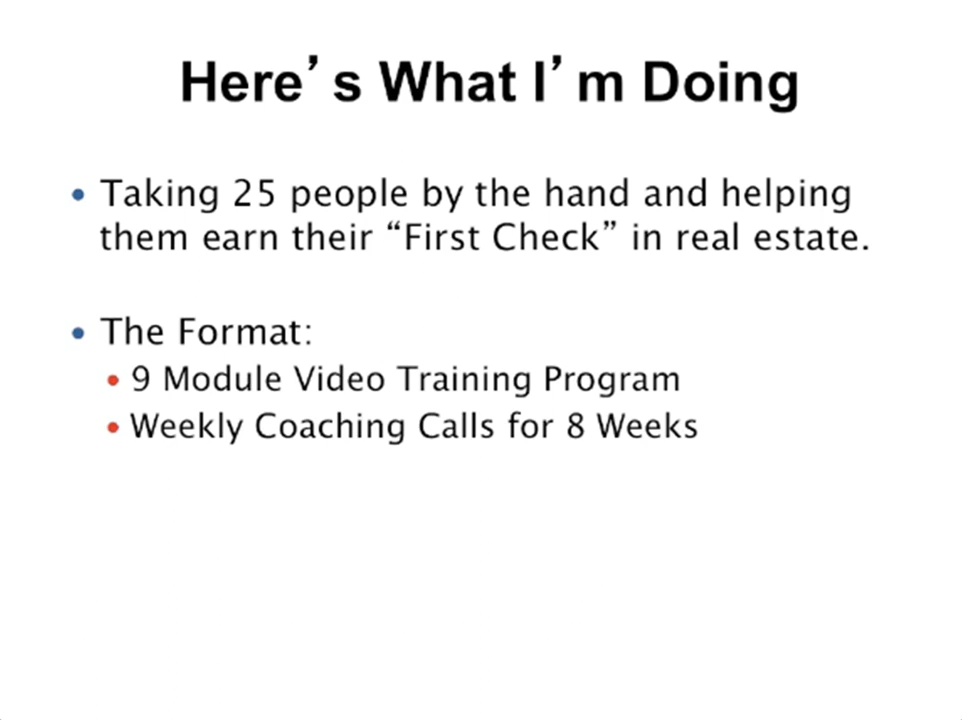 Here’s What I’m Doing
• Taking 25 people by the hand and helping
them earn their “First Check” in real estate.
• The Format:
• 9 Module Video Training Program
• Weekly Coaching Calls for 8 Weeks